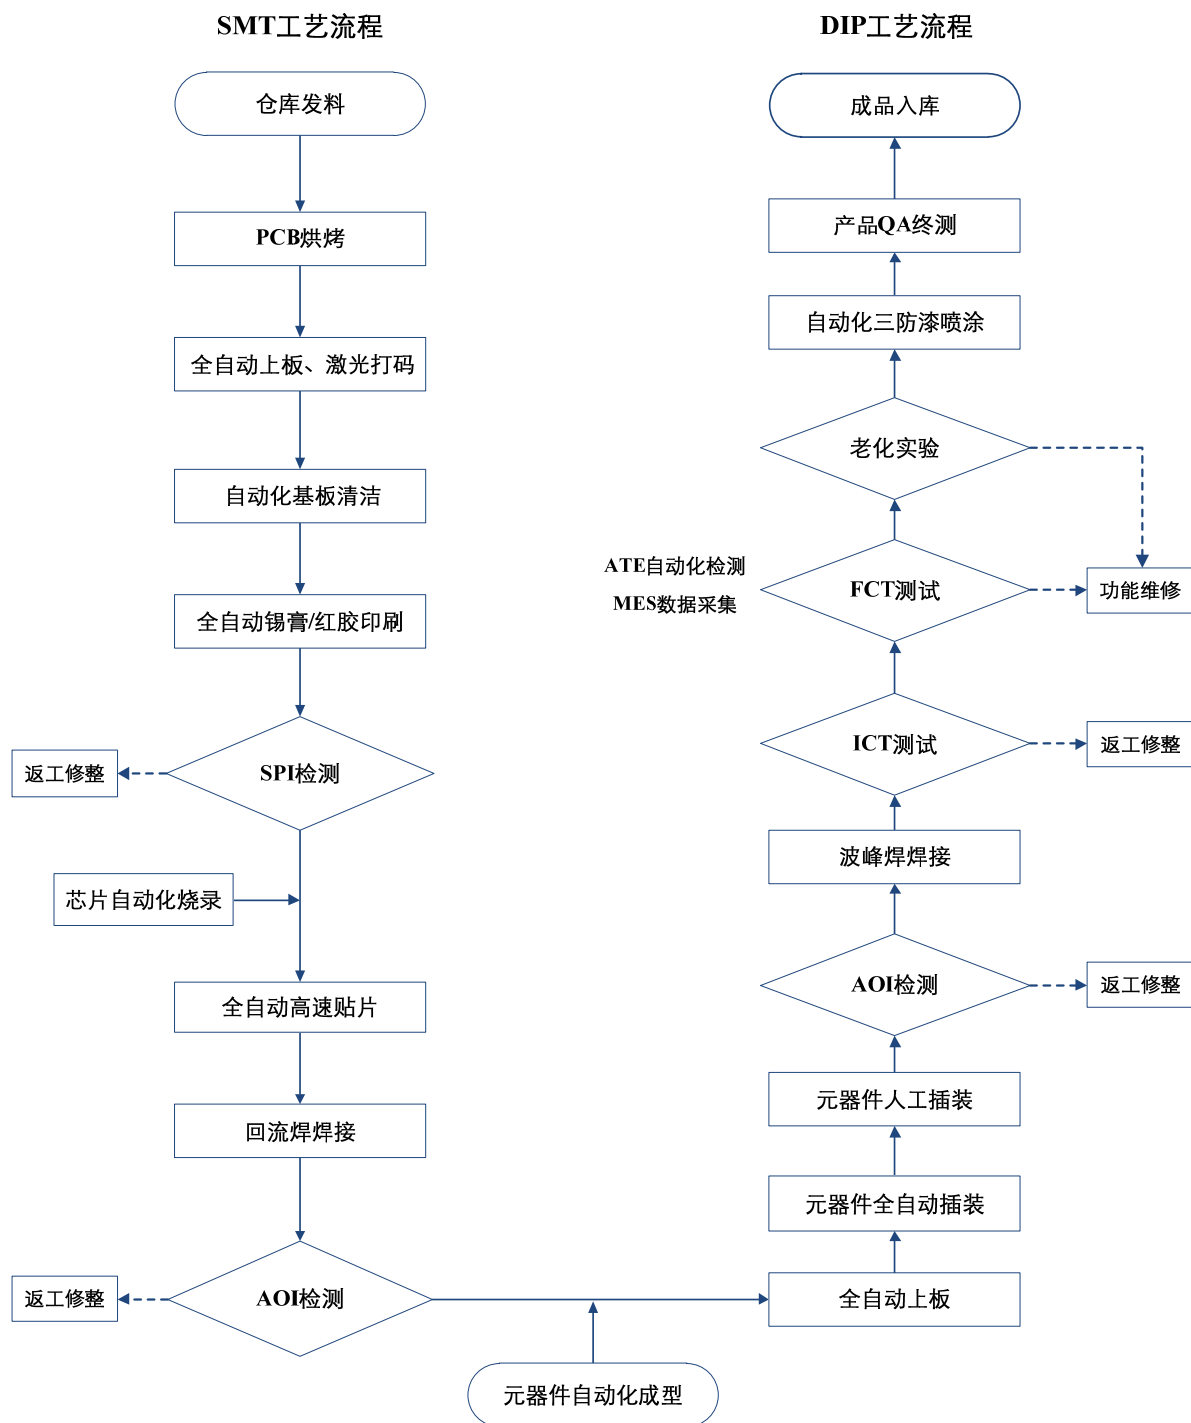 SMT工艺流程
仓库发料
PCB烘烤
全自动上板、激光打码
自动化基板清洁
全自动锡膏/红胶印刷
SPI检测
返工修整
芯片自动化烧录
全自动高速贴片
回流焊焊接
AOI检测
返工修整
元器件自动化成型
DIP工艺流程
成品入库
产品QA终测
自动化三防漆喷涂
老化实验
ATE自动化检测
MES数据采集
FCT测试
功能维修
ICT测试
返工修整
波峰焊焊接
AOI检测
返工修整
元器件人工插装
元器件全自动插装
全自动上板